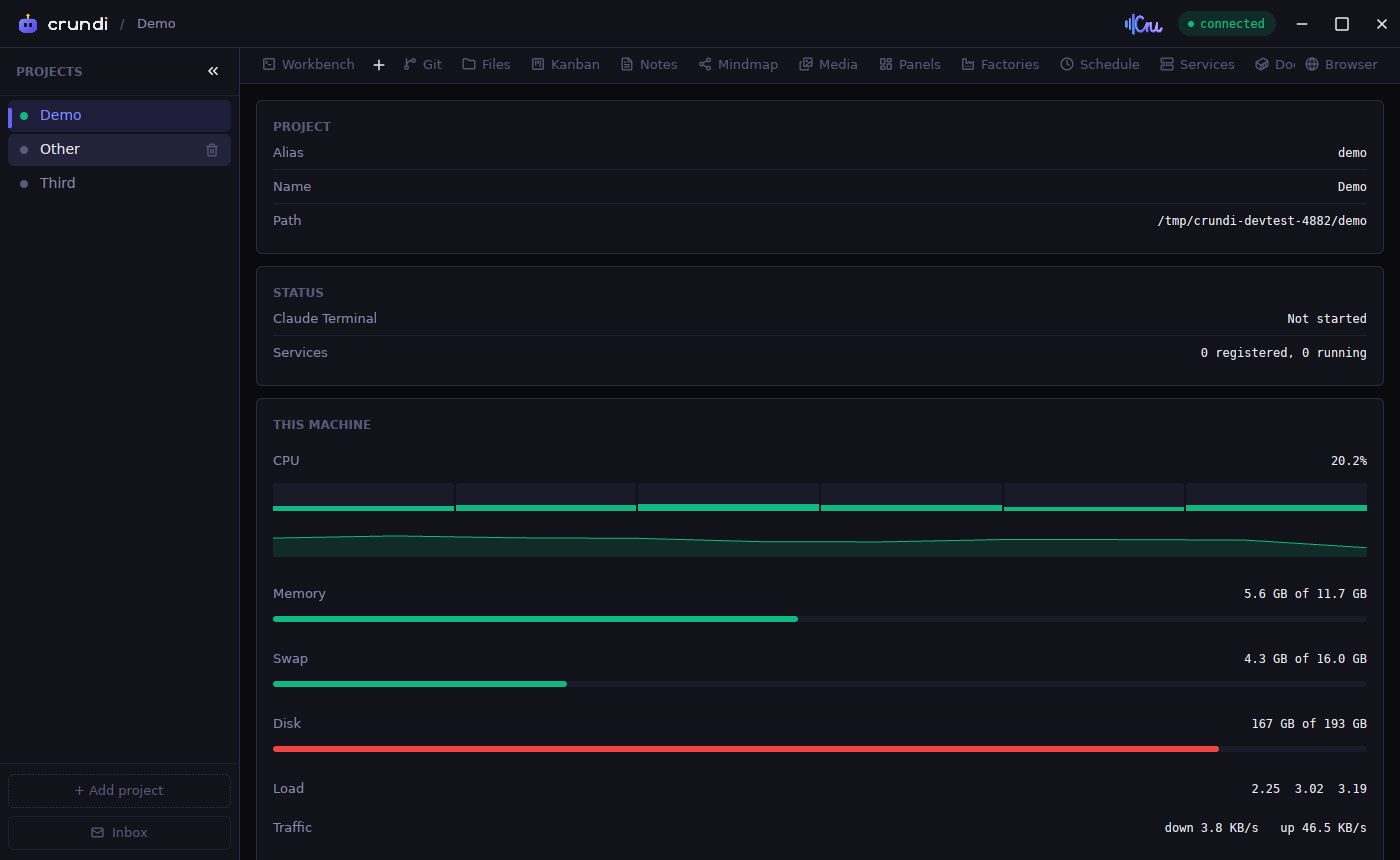 crundi / Demo
Cru
connected
PROJECTS
Workbench + Git Files Kanban Notes Mindmap Media Panels Factories Schedule Services Doc Browser
Demo
Other
Third
PROJECT
Alias demo
Name Demo
Path /tmp/crundi-devtest-4882/demo
STATUS
Claude Terminal Not started
Services 0 registered, 0 running
THIS MACHINE
CPU 20.2%
Memory 5.6 GB of 11.7 GB
Swap 4.3 GB of 16.0 GB
Disk 167 GB of 193 GB
Load 2.25 3.02 3.19
Traffic down 3.8 KB/s up 46.5 KB/s
+ Add project
Inbox